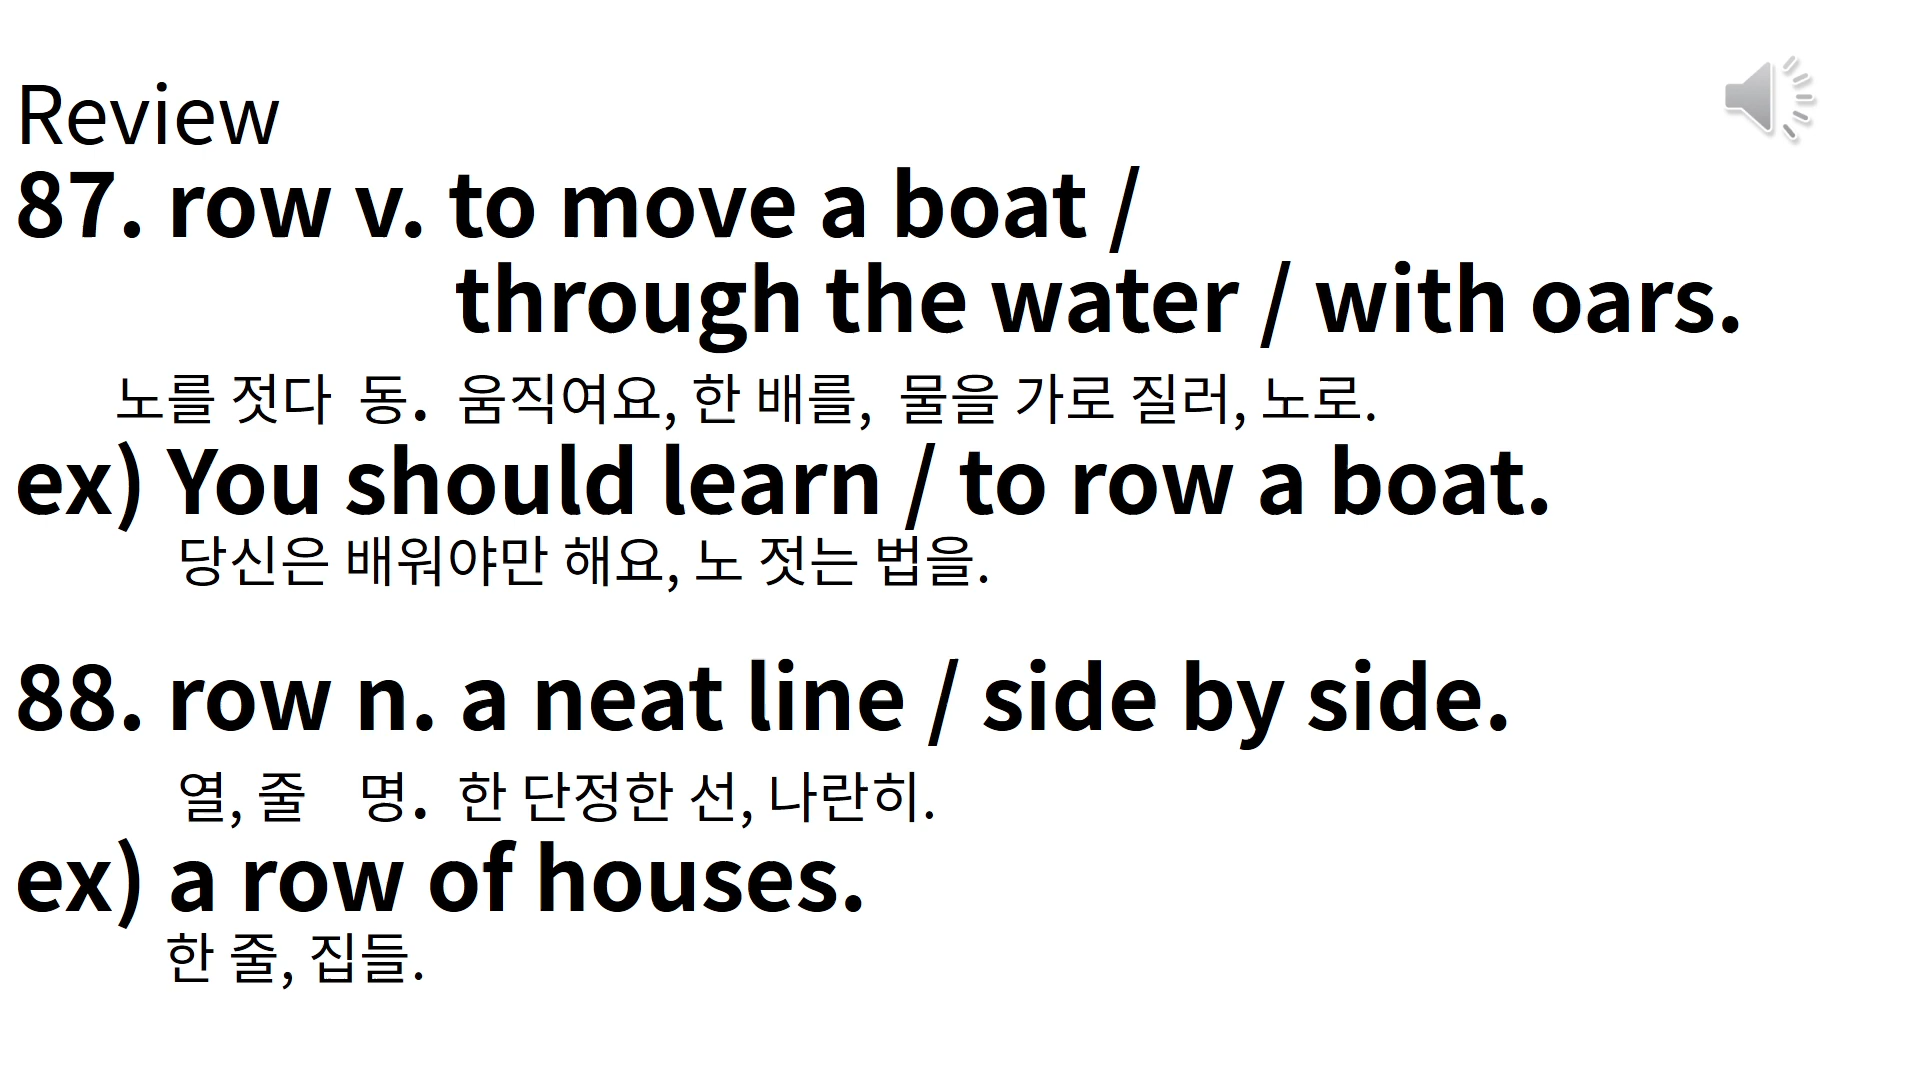 Review
87. row v. to move a boat /
through the water / with oars.
노를 젓다 동. 움직여요, 한 배를, 물을 가로 질러, 노로.
ex) You should learn / to row a boat.
당신은 배워야만 해요, 노 젓는 법을.
88. row n. a neat line / side by side.
열, 줄 명. 한 단정한 선, 나란히.
ex) a row of houses.
한 줄, 집들.